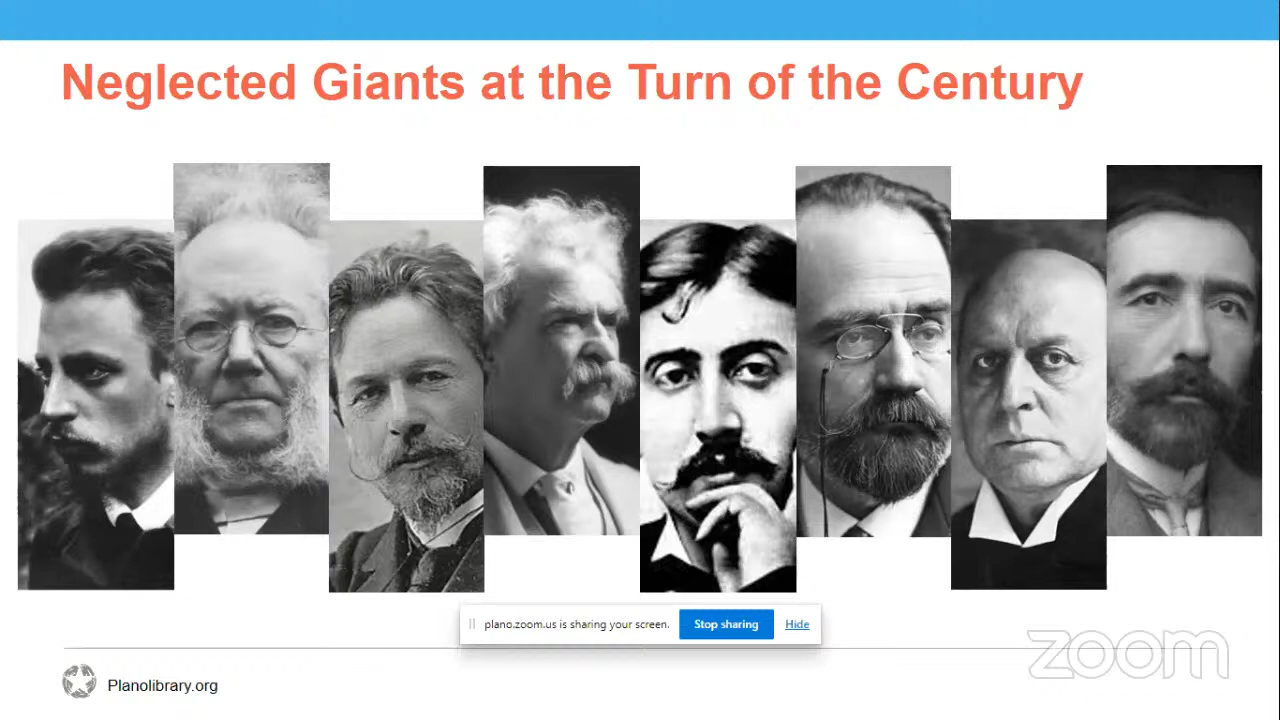 Neglected Giants at the Turn of the Century
plano.zoom.us is sharing your screen.
Stop sharing
Hide
zoom
Planolibrary.org